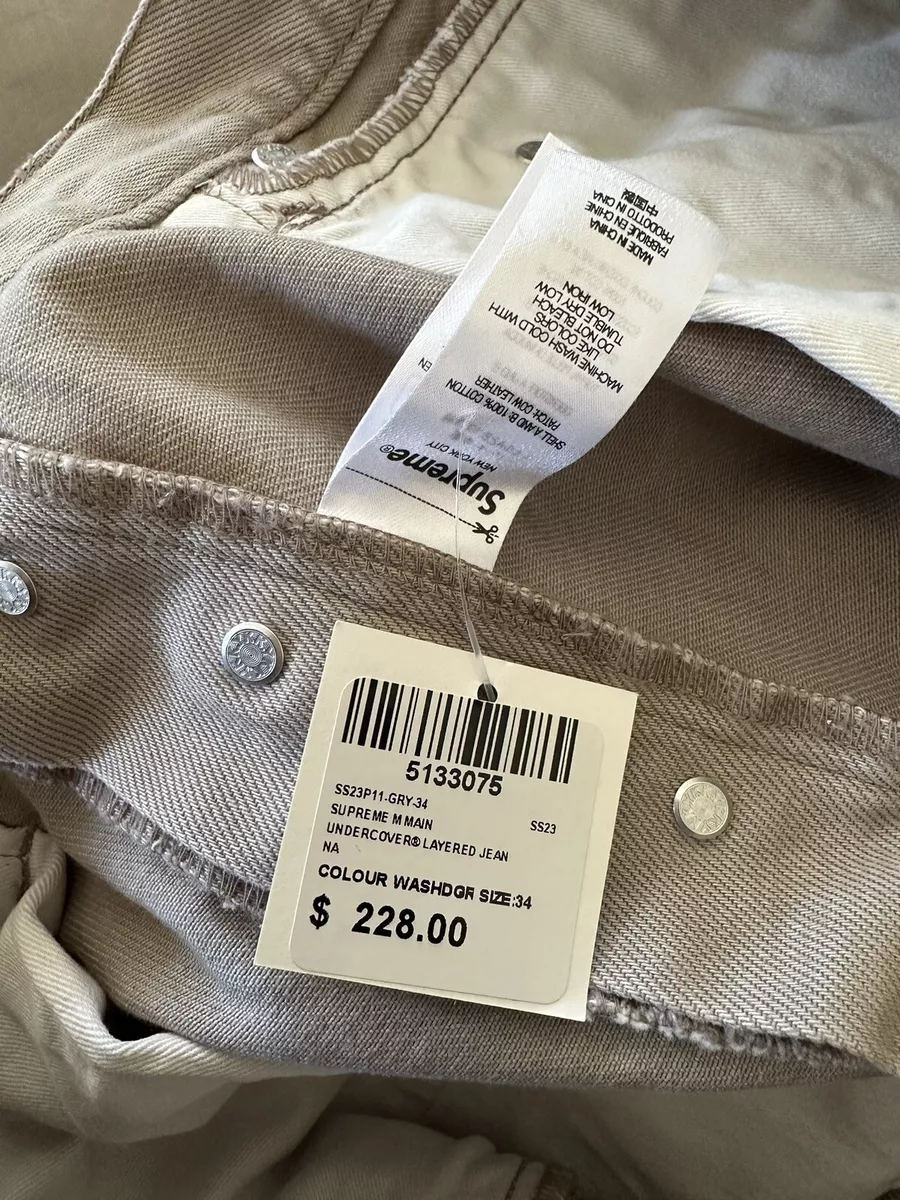 MADE IN CHINA
FABRIQUÉ EN CHINE
PRODOTTO IN CINA
中国製
MACHINE WASH COLD WITH
LIKE COLORS
DO NOT BLEACH
TUMBLE DRY LOW
LOW IRON
SHELL A AND B: 100% COTTON
PATCH: COW LEATHER
EN
Supreme®
NEW YORK CITY
5133075
SS23P11-GRY-34
SUPREME M MAIN SS23
UNDERCOVER® LAYERED JEAN
NA
COLOUR WASHDGR SIZE:34
$ 228.00